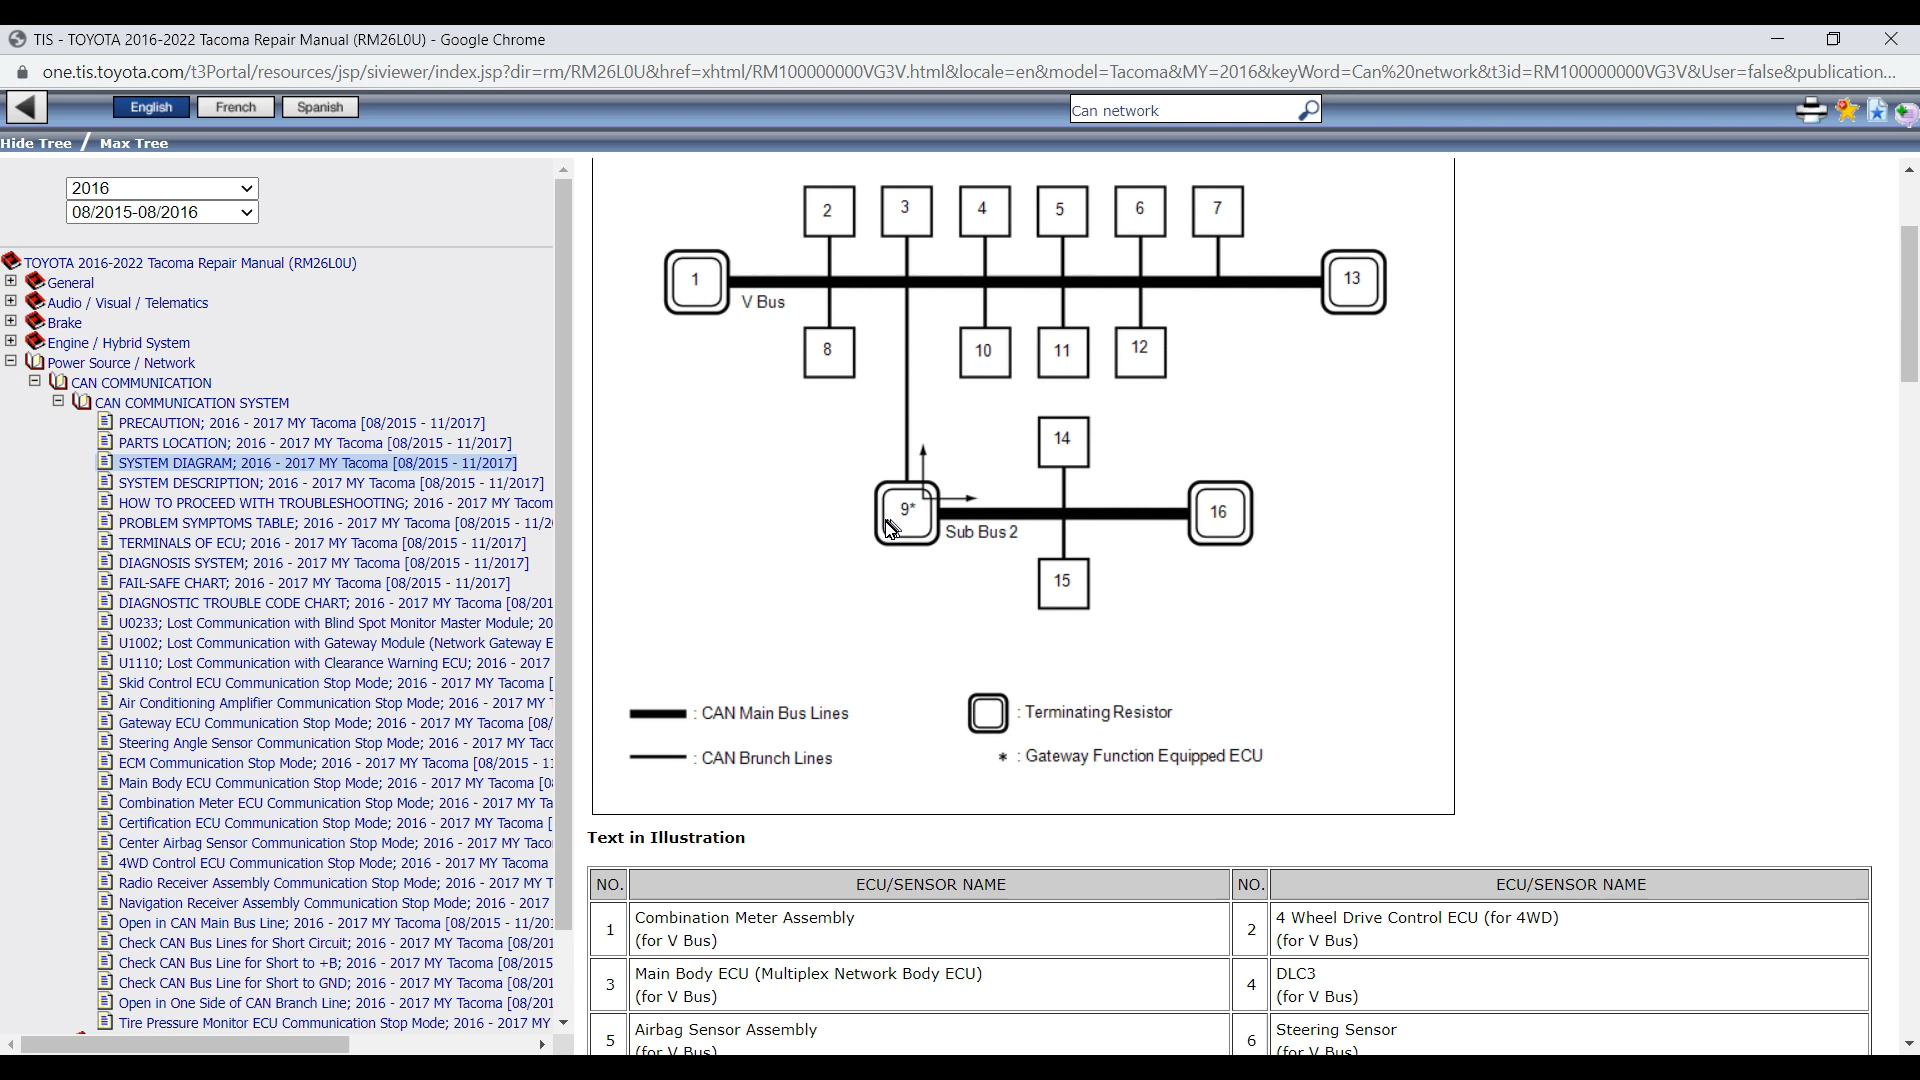 TIS - TOYOTA 2016-2022 Tacoma Repair Manual (RM26L0U) - Google Chrome
one.tis.toyota.com/t3Portal/resources/jsp/siviewer/index.jsp?dir=rm/RM26L0U&href=xhtml/RM100000000VG3V.html&locale=en&model=Tacoma&MY=2016&keyWord=Can%20network&t3id=RM100000000VG3V&User=false&publication...
English French Spanish Can network
Hide Tree / Max Tree
2016
08/2015-08/2016
TOYOTA 2016-2022 Tacoma Repair Manual (RM26L0U)
General
Audio / Visual / Telematics
Brake
Engine / Hybrid System
Power Source / Network
CAN COMMUNICATION
CAN COMMUNICATION SYSTEM
PRECAUTION; 2016 - 2017 MY Tacoma [08/2015 - 11/2017]
PARTS LOCATION; 2016 - 2017 MY Tacoma [08/2015 - 11/2017]
SYSTEM DIAGRAM; 2016 - 2017 MY Tacoma [08/2015 - 11/2017]
SYSTEM DESCRIPTION; 2016 - 2017 MY Tacoma [08/2015 - 11/2017]
HOW TO PROCEED WITH TROUBLESHOOTING; 2016 - 2017 MY Tacom
PROBLEM SYMPTOMS TABLE; 2016 - 2017 MY Tacoma [08/2015 - 11/2
TERMINALS OF ECU; 2016 - 2017 MY Tacoma [08/2015 - 11/2017]
DIAGNOSIS SYSTEM; 2016 - 2017 MY Tacoma [08/2015 - 11/2017]
FAIL-SAFE CHART; 2016 - 2017 MY Tacoma [08/2015 - 11/2017]
DIAGNOSTIC TROUBLE CODE CHART; 2016 - 2017 MY Tacoma [08/201
U0233; Lost Communication with Blind Spot Monitor Master Module; 20
U1002; Lost Communication with Gateway Module (Network Gateway E
U1110; Lost Communication with Clearance Warning ECU; 2016 - 2017
Skid Control ECU Communication Stop Mode; 2016 - 2017 MY Tacoma [
Air Conditioning Amplifier Communication Stop Mode; 2016 - 2017 MY
Gateway ECU Communication Stop Mode; 2016 - 2017 MY Tacoma [08/
Steering Angle Sensor Communication Stop Mode; 2016 - 2017 MY Tac
ECM Communication Stop Mode; 2016 - 2017 MY Tacoma [08/2015 - 1
Main Body ECU Communication Stop Mode; 2016 - 2017 MY Tacoma [0
Combination Meter ECU Communication Stop Mode; 2016 - 2017 MY Ta
Certification ECU Communication Stop Mode; 2016 - 2017 MY Tacoma [
Center Airbag Sensor Communication Stop Mode; 2016 - 2017 MY Taco
4WD Control ECU Communication Stop Mode; 2016 - 2017 MY Tacoma
Radio Receiver Assembly Communication Stop Mode; 2016 - 2017 MY T
Navigation Receiver Assembly Communication Stop Mode; 2016 - 2017
Open in CAN Main Bus Line; 2016 - 2017 MY Tacoma [08/2015 - 11/20
Check CAN Bus Lines for Short Circuit; 2016 - 2017 MY Tacoma [08/201
Check CAN Bus Line for Short to +B; 2016 - 2017 MY Tacoma [08/2015
Check CAN Bus Line for Short to GND; 2016 - 2017 MY Tacoma [08/201
Open in One Side of CAN Branch Line; 2016 - 2017 MY Tacoma [08/201
Tire Pressure Monitor ECU Communication Stop Mode; 2016 - 2017 MY
2 3 4 5 6 7
1 13
V Bus
8 10 11 12
14
9* 16
Sub Bus 2
15
: CAN Main Bus Lines : Terminating Resistor
: CAN Brunch Lines * : Gateway Function Equipped ECU
Text in Illustration
NO. ECU/SENSOR NAME NO. ECU/SENSOR NAME
1 Combination Meter Assembly
(for V Bus)
2 4 Wheel Drive Control ECU (for 4WD)
(for V Bus)
3 Main Body ECU (Multiplex Network Body ECU)
(for V Bus)
4 DLC3
(for V Bus)
5 Airbag Sensor Assembly
(for V Bus)
6 Steering Sensor
(for V Bus)